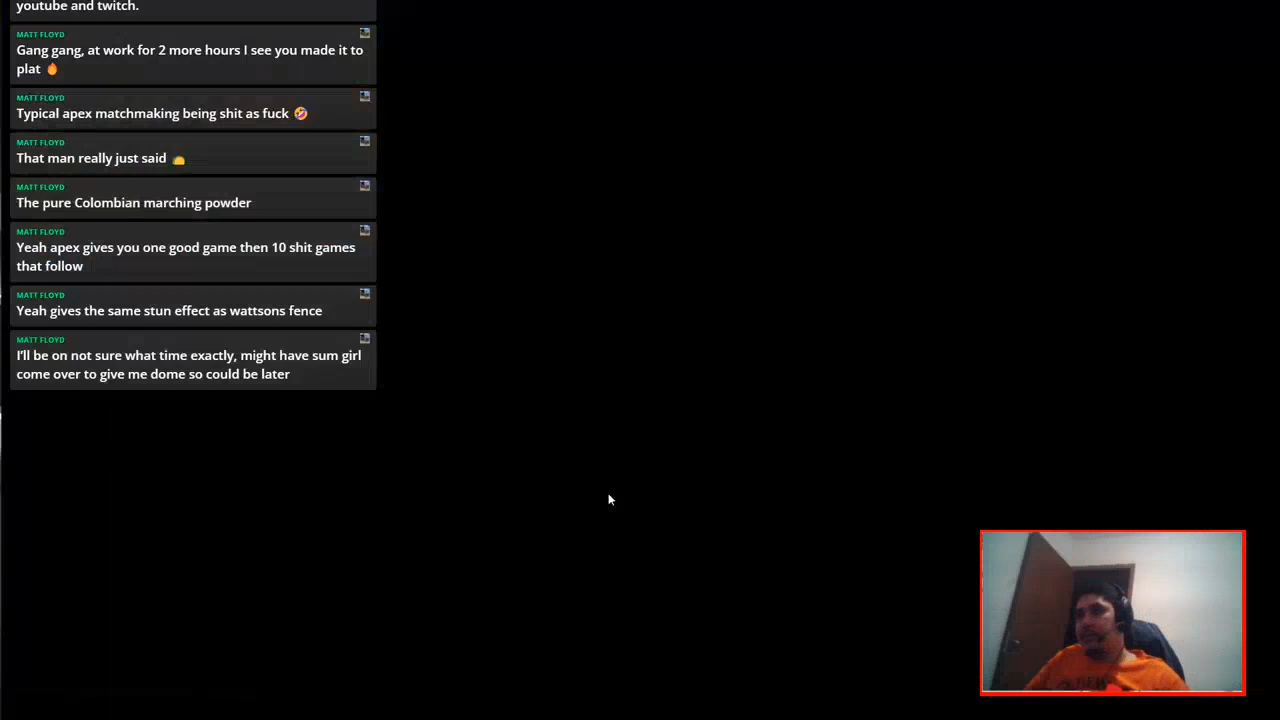 youtube and twitch.
MATT FLOYD
Gang gang, at work for 2 more hours I see you made it to
plat 🔥
MATT FLOYD
Typical apex matchmaking being shit as fuck 🤣
MATT FLOYD
That man really just said 🌮
MATT FLOYD
The pure Colombian marching powder
MATT FLOYD
Yeah apex gives you one good game then 10 shit games
that follow
MATT FLOYD
Yeah gives the same stun effect as wattsons fence
MATT FLOYD
I'll be on not sure what time exactly, might have sum girl
come over to give me dome so could be later